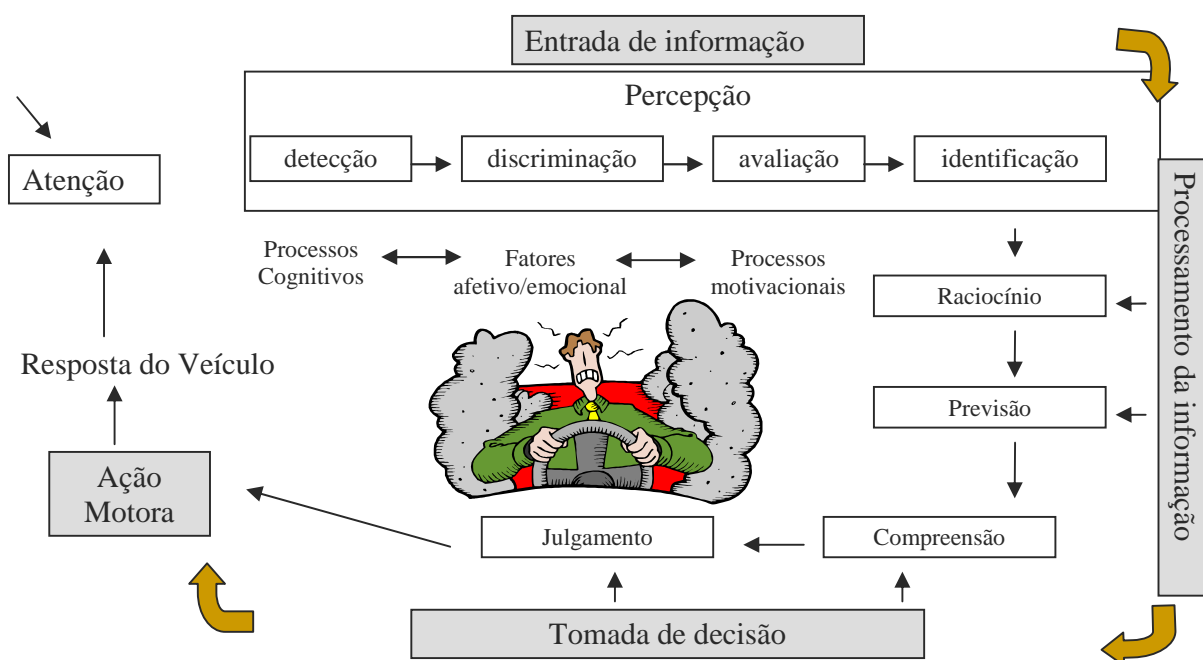 Entrada de informação
Percepção
detecção
discriminação
avaliação
identificação
Atenção
Processamento da informação
Processos
Cognitivos
Fatores
afetivo/emocional
Processos
motivacionais
Raciocínio
Resposta do Veículo
Previsão
Ação
Motora
Julgamento
Compreensão
Tomada de decisão